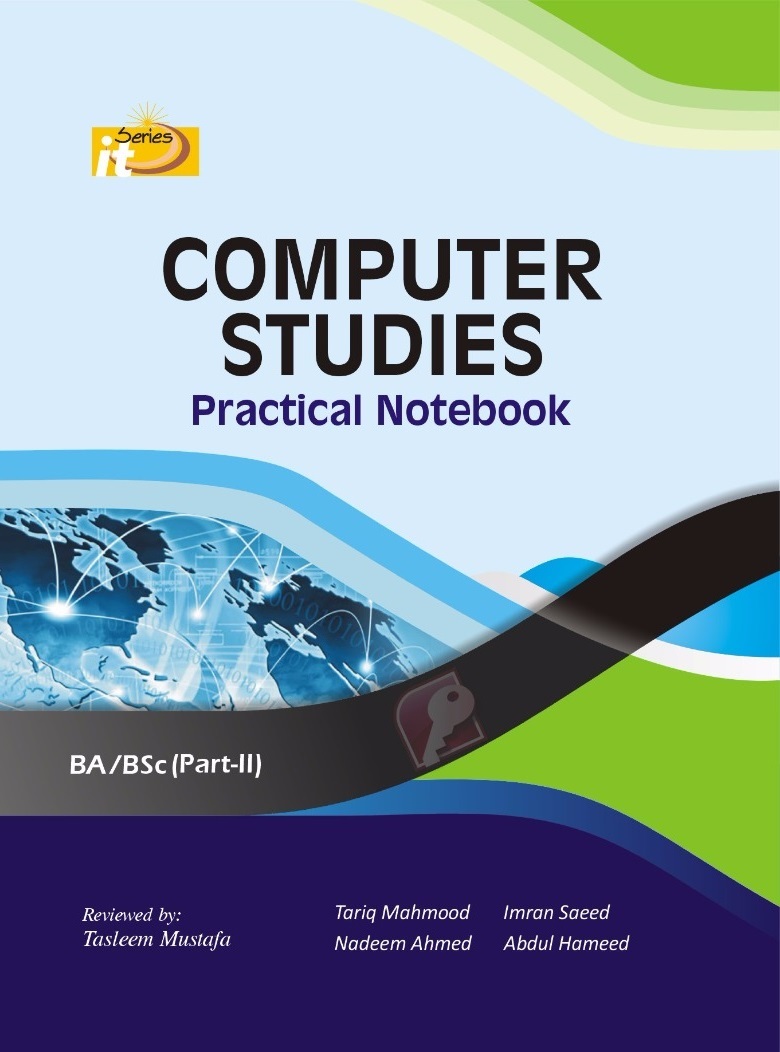 Series
it
COMPUTER
STUDIES
Practical Notebook
BA/BSc (Part-II)
Reviewed by:
Tasleem Mustafa
Tariq Mahmood Imran Saeed
Nadeem Ahmed Abdul Hameed